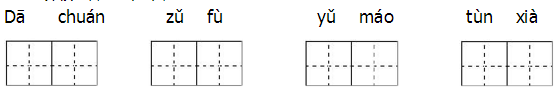 Dā chuán zǔ fù yǔ máo tùn xià